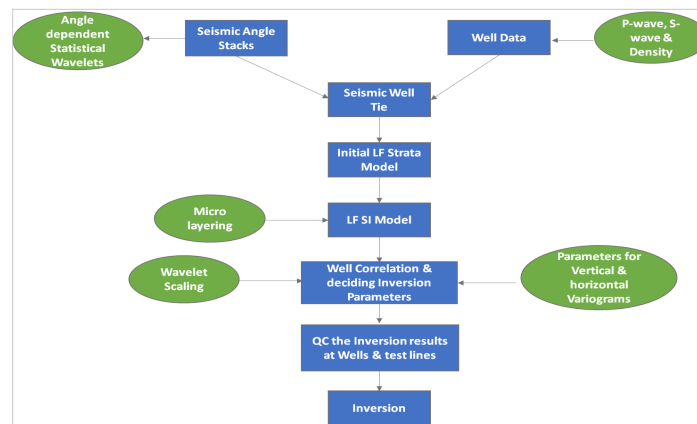 Angle
dependent
Statistical
Wavelets
Seismic Angle
Stacks
Well Data
P-wave, S-
wave &
Density
Seismic Well
Tie
Initial LF Strata
Model
Micro
layering
LF SI Model
Wavelet
Scaling
Well Correlation &
deciding Inversion
Parameters
Parameters for
Vertical &
horizontal
Variograms
QC the Inversion results
at Wells & test lines
Inversion